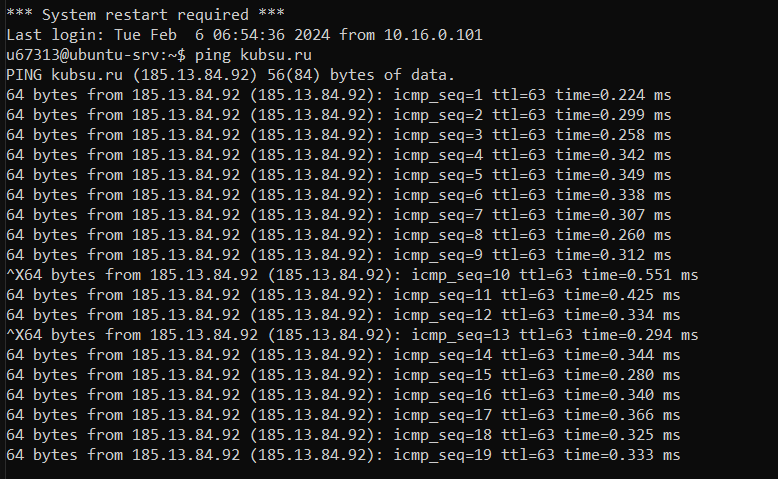 *** System restart required ***
Last login: Tue Feb  6 06:54:36 2024 from 10.16.0.101
u67313@ubuntu-srv:~$ ping kubsu.ru
PING kubsu.ru (185.13.84.92) 56(84) bytes of data.
64 bytes from 185.13.84.92 (185.13.84.92): icmp_seq=1 ttl=63 time=0.224 ms
64 bytes from 185.13.84.92 (185.13.84.92): icmp_seq=2 ttl=63 time=0.299 ms
64 bytes from 185.13.84.92 (185.13.84.92): icmp_seq=3 ttl=63 time=0.258 ms
64 bytes from 185.13.84.92 (185.13.84.92): icmp_seq=4 ttl=63 time=0.342 ms
64 bytes from 185.13.84.92 (185.13.84.92): icmp_seq=5 ttl=63 time=0.349 ms
64 bytes from 185.13.84.92 (185.13.84.92): icmp_seq=6 ttl=63 time=0.338 ms
64 bytes from 185.13.84.92 (185.13.84.92): icmp_seq=7 ttl=63 time=0.307 ms
64 bytes from 185.13.84.92 (185.13.84.92): icmp_seq=8 ttl=63 time=0.260 ms
64 bytes from 185.13.84.92 (185.13.84.92): icmp_seq=9 ttl=63 time=0.312 ms
^X64 bytes from 185.13.84.92 (185.13.84.92): icmp_seq=10 ttl=63 time=0.551 ms
64 bytes from 185.13.84.92 (185.13.84.92): icmp_seq=11 ttl=63 time=0.425 ms
64 bytes from 185.13.84.92 (185.13.84.92): icmp_seq=12 ttl=63 time=0.334 ms
^X64 bytes from 185.13.84.92 (185.13.84.92): icmp_seq=13 ttl=63 time=0.294 ms
64 bytes from 185.13.84.92 (185.13.84.92): icmp_seq=14 ttl=63 time=0.344 ms
64 bytes from 185.13.84.92 (185.13.84.92): icmp_seq=15 ttl=63 time=0.280 ms
64 bytes from 185.13.84.92 (185.13.84.92): icmp_seq=16 ttl=63 time=0.340 ms
64 bytes from 185.13.84.92 (185.13.84.92): icmp_seq=17 ttl=63 time=0.366 ms
64 bytes from 185.13.84.92 (185.13.84.92): icmp_seq=18 ttl=63 time=0.325 ms
64 bytes from 185.13.84.92 (185.13.84.92): icmp_seq=19 ttl=63 time=0.333 ms